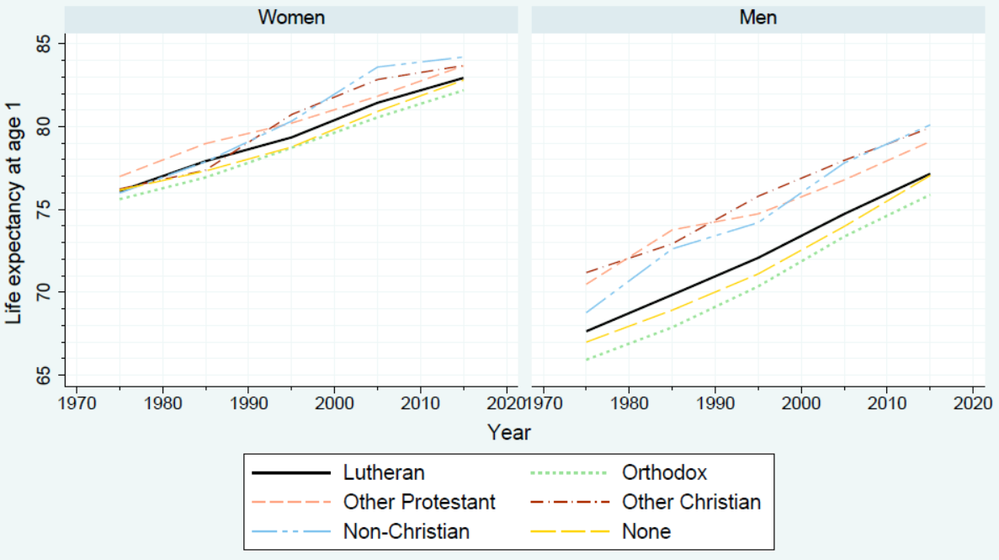 Women Men
Life expectancy at age 1
85
80
75
70
65
1970 1980 1990 2000 2010 2020 1970 1980 1990 2000 2010 2020
Year
Lutheran Orthodox
Other Protestant Other Christian
Non-Christian None